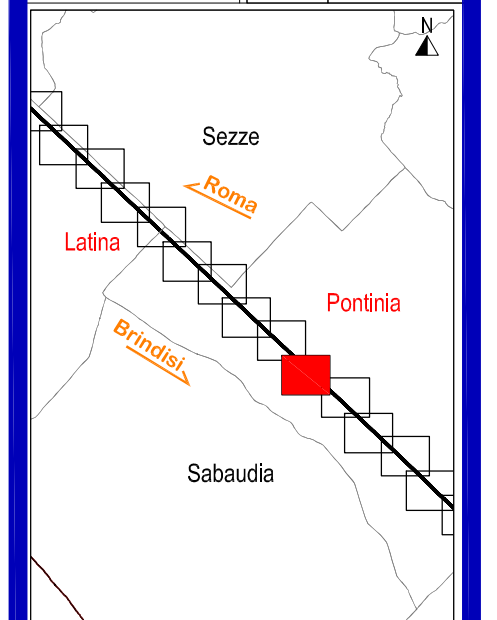 N
Sezze
Roma
Latina
Pontinia
Brindisi
Sabaudia